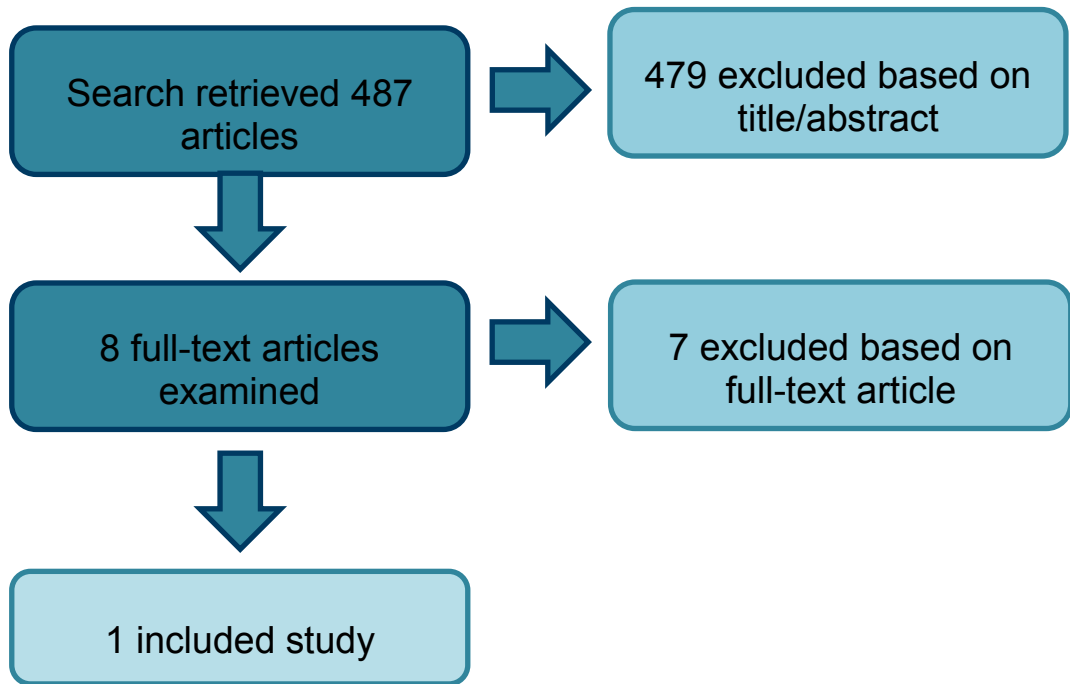 Search retrieved 487
articles
479 excluded based on
title/abstract
8 full-text articles
examined
7 excluded based on
full-text article
1 included study